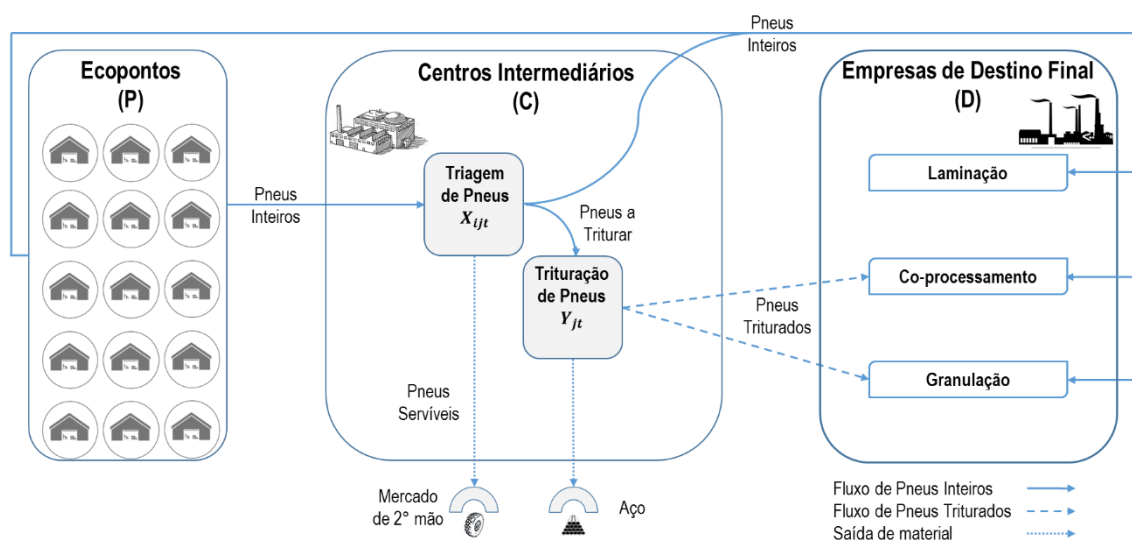 Pneus
Inteiros
Ecopontos
(P)
Centros Intermediários
(C)
Empresas de Destino Final
(D)
Triagem
de Pneus
X_ijt
Pneus
Inteiros
Pneus a
Triturar
Trituração
de Pneus
Y_jt
Pneus
Triturados
Laminação
Co-processamento
Granulação
Pneus
Servíveis
Mercado
de 2° mão
Aço
Fluxo de Pneus Inteiros
Fluxo de Pneus Triturados
Saída de material